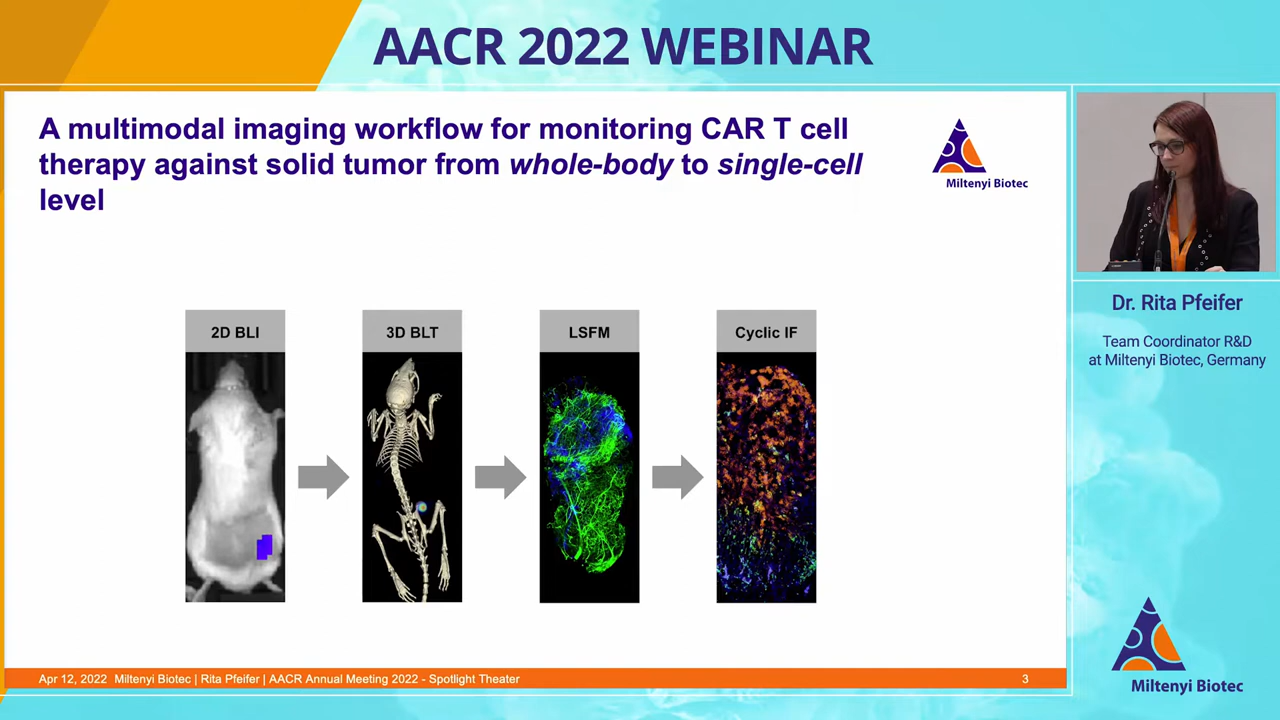 AACR 2022 WEBINAR
A multimodal imaging workflow for monitoring CAR T cell
therapy against solid tumor from whole-body to single-cell
level
Miltenyi Biotec
2D BLI
3D BLT
LSFM
Cyclic IF
Dr. Rita Pfeifer
Team Coordinator R&D
at Miltenyi Biotec, Germany
Miltenyi Biotec
Apr 12, 2022 Miltenyi Biotec | Rita Pfeifer | AACR Annual Meeting 2022 - Spotlight Theater
3